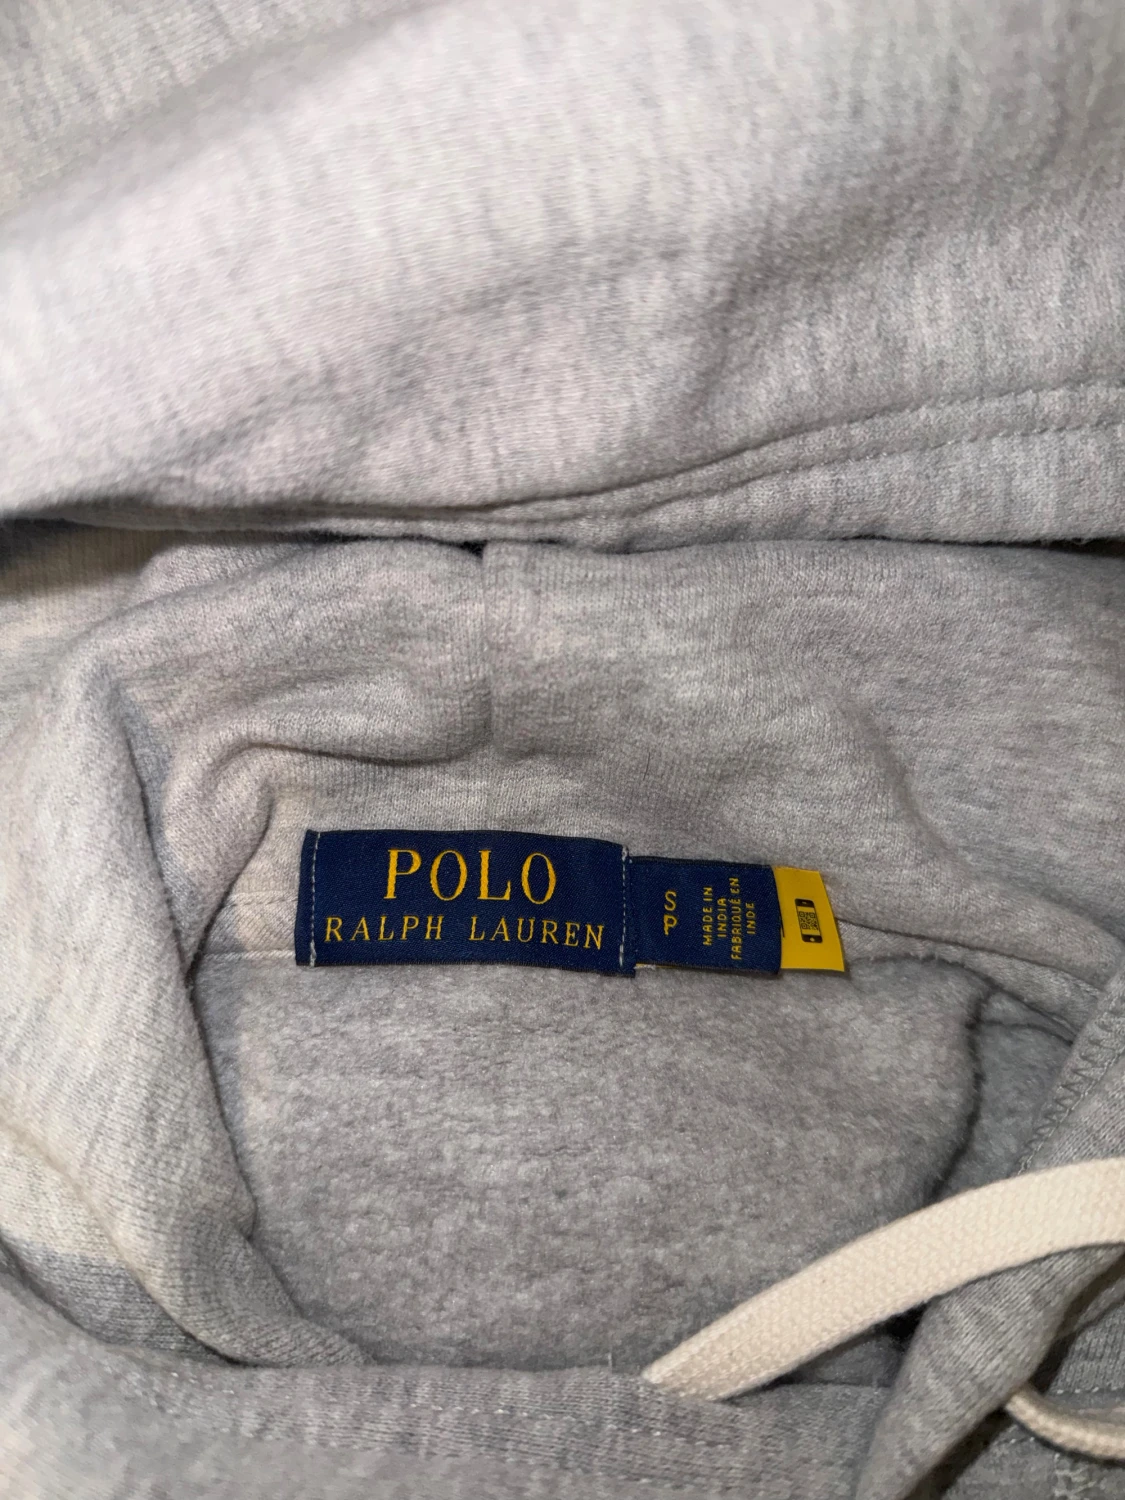 POLO
RALPH LAUREN
S
P
MADE IN
INDIA
FABRIQUÉ EN
INDE